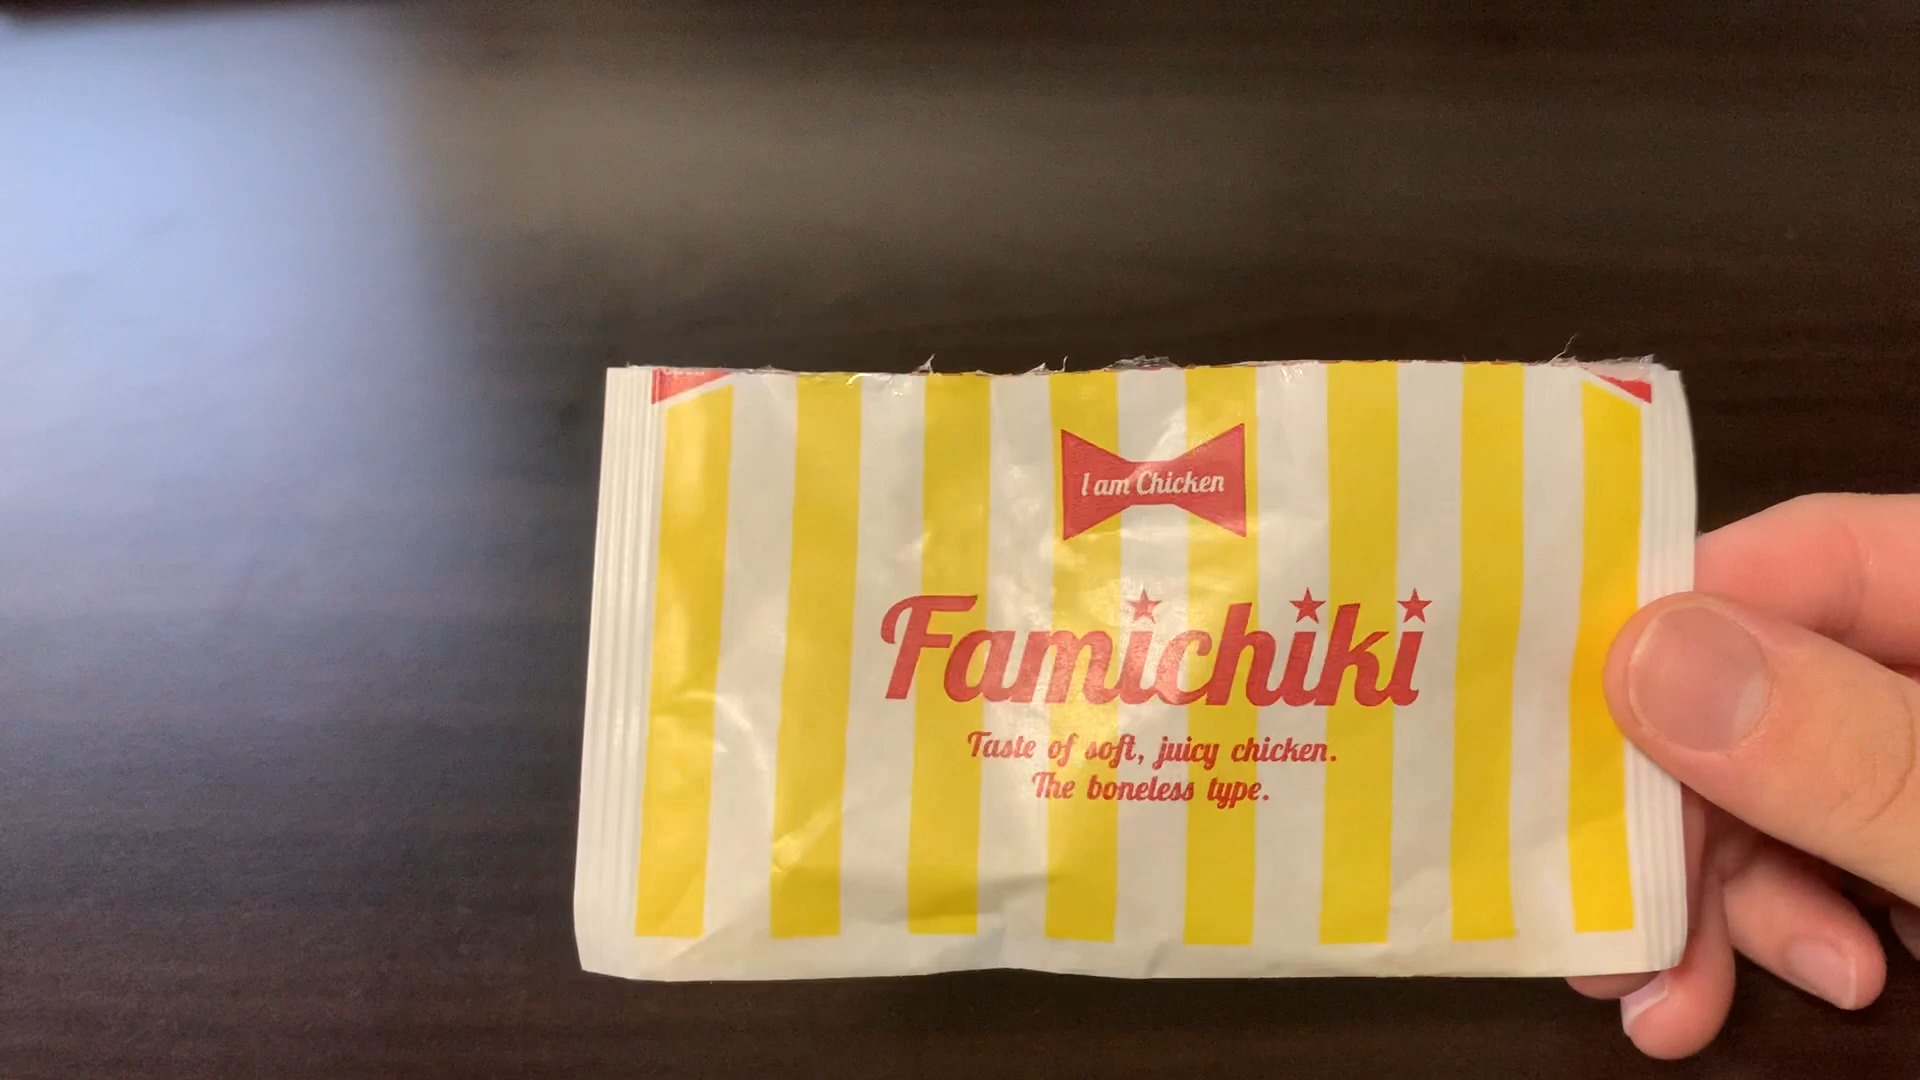 I am Chicken
Famichiki
Taste of soft, juicy chicken.
The boneless type.